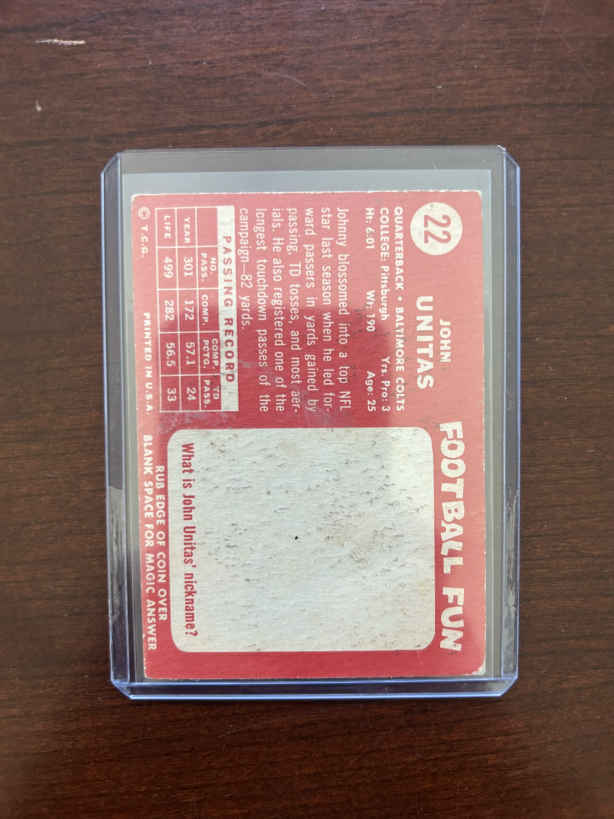 22
JOHN
UNITAS
QUARTERBACK • BALTIMORE COLTS
COLLEGE: Pittsburgh Yrs. Pro: 3
Ht: 6.01 Wt: 190 Age: 25
Johnny blossomed into a top NFL
star last season when he led for-
ward passers in yards gained by
passing, TD tosses, and most aer-
ials. He also registered one of the
longest touchdown passes of the
campaign—82 yards.
PASSING RECORD
NO. PASS. COMP. COMP. PCTG. TD PASS.
YEAR 301 172 57.1 24
LIFE 499 282 56.5 33
© T.C.G. PRINTED IN U.S.A.
FOOTBALL FUN
What is John Unitas' nickname?
RUB EDGE OF COIN OVER
BLANK SPACE FOR MAGIC ANSWER